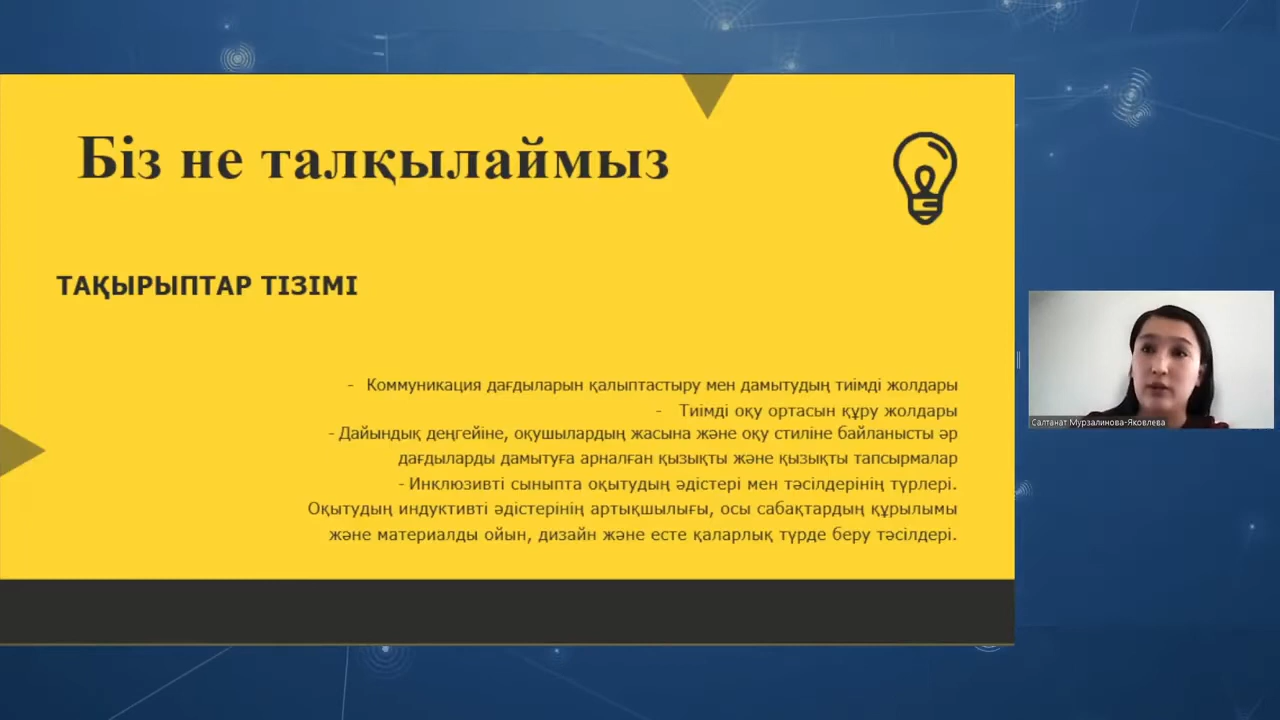 Біз не талқылаймыз
ТАҚЫРЫПТАР ТІЗІМІ
- Коммуникация дағдыларын қалыптастыру мен дамытудың тиімді жолдары
- Тиімді оқу ортасын құру жолдары
- Дайындық деңгейіне, оқушылардың жасына және оқу стиліне байланысты әр
дағдыларды дамытуға арналған қызықты және қызықты тапсырмалар
- Инклюзивті сыныпта оқытудың әдістері мен тәсілдерінің түрлері.
Оқытудың индуктивті әдістерінің артықшылығы, осы сабақтардың құрылымы
және материалды ойын, дизайн және есте қаларлық түрде беру тәсілдері.
Салтанат Мурзалинова-Яковлева